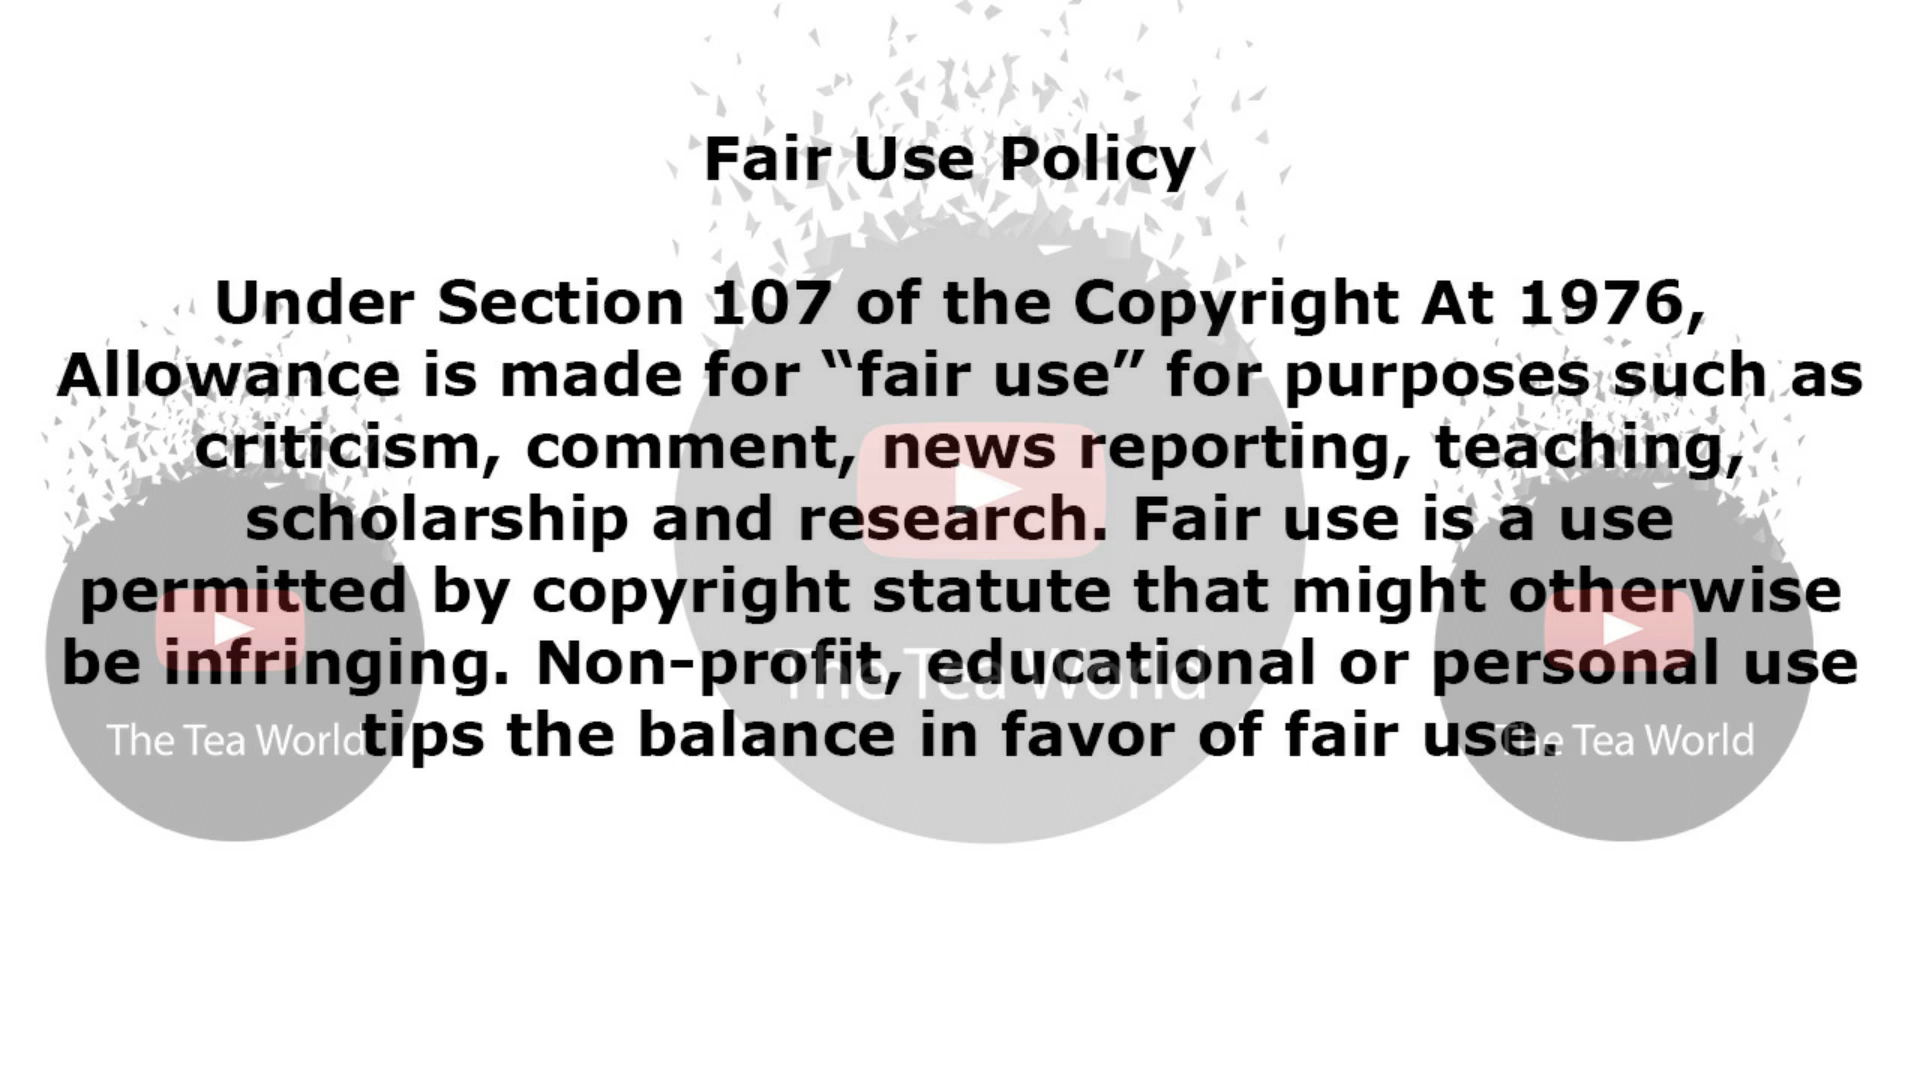 Fair Use Policy
Under Section 107 of the Copyright At 1976,
Allowance is made for “fair use” for purposes such as
criticism, comment, news reporting, teaching,
scholarship and research. Fair use is a use
permitted by copyright statute that might otherwise
be infringing. Non-profit, educational or personal use
tips the balance in favor of fair use.
The Tea World
The Tea World
The Tea World